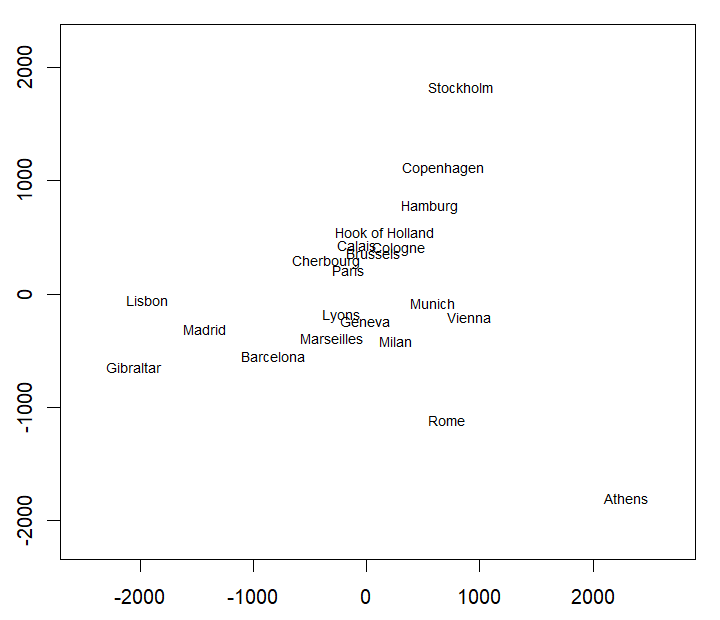 2000
1000
0
-1000
-2000
Stockholm
Copenhagen
Hamburg
Hook of Holland
Calais
Cologne
Brussels
Cherbourg
Paris
Lisbon
Munich
Lyons
Vienna
Geneva
Madrid
Marseilles
Milan
Barcelona
Gibraltar
Rome
Athens
-2000 -1000 0 1000 2000